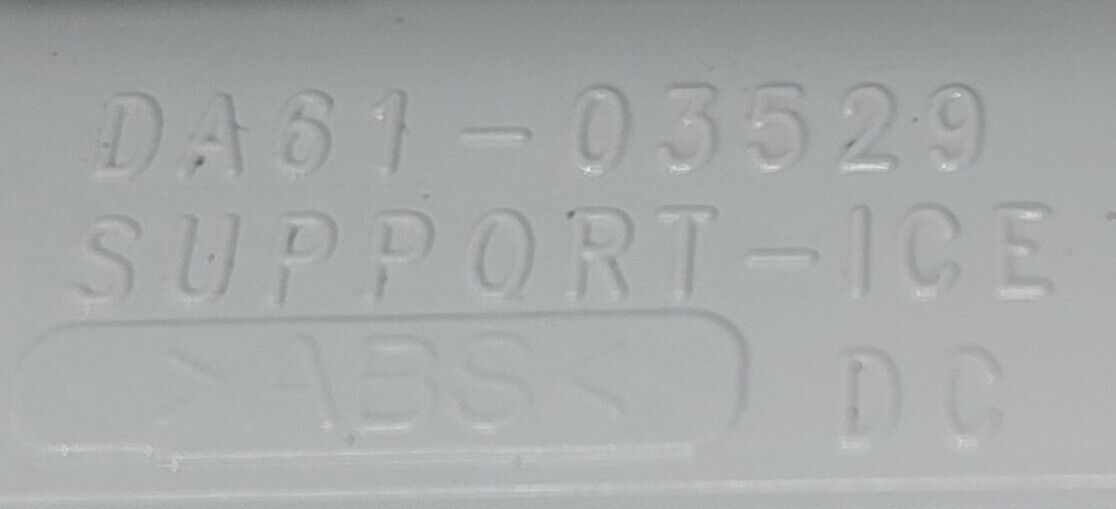 DA61-03529
SUPPORT-ICE
>ABS< DC